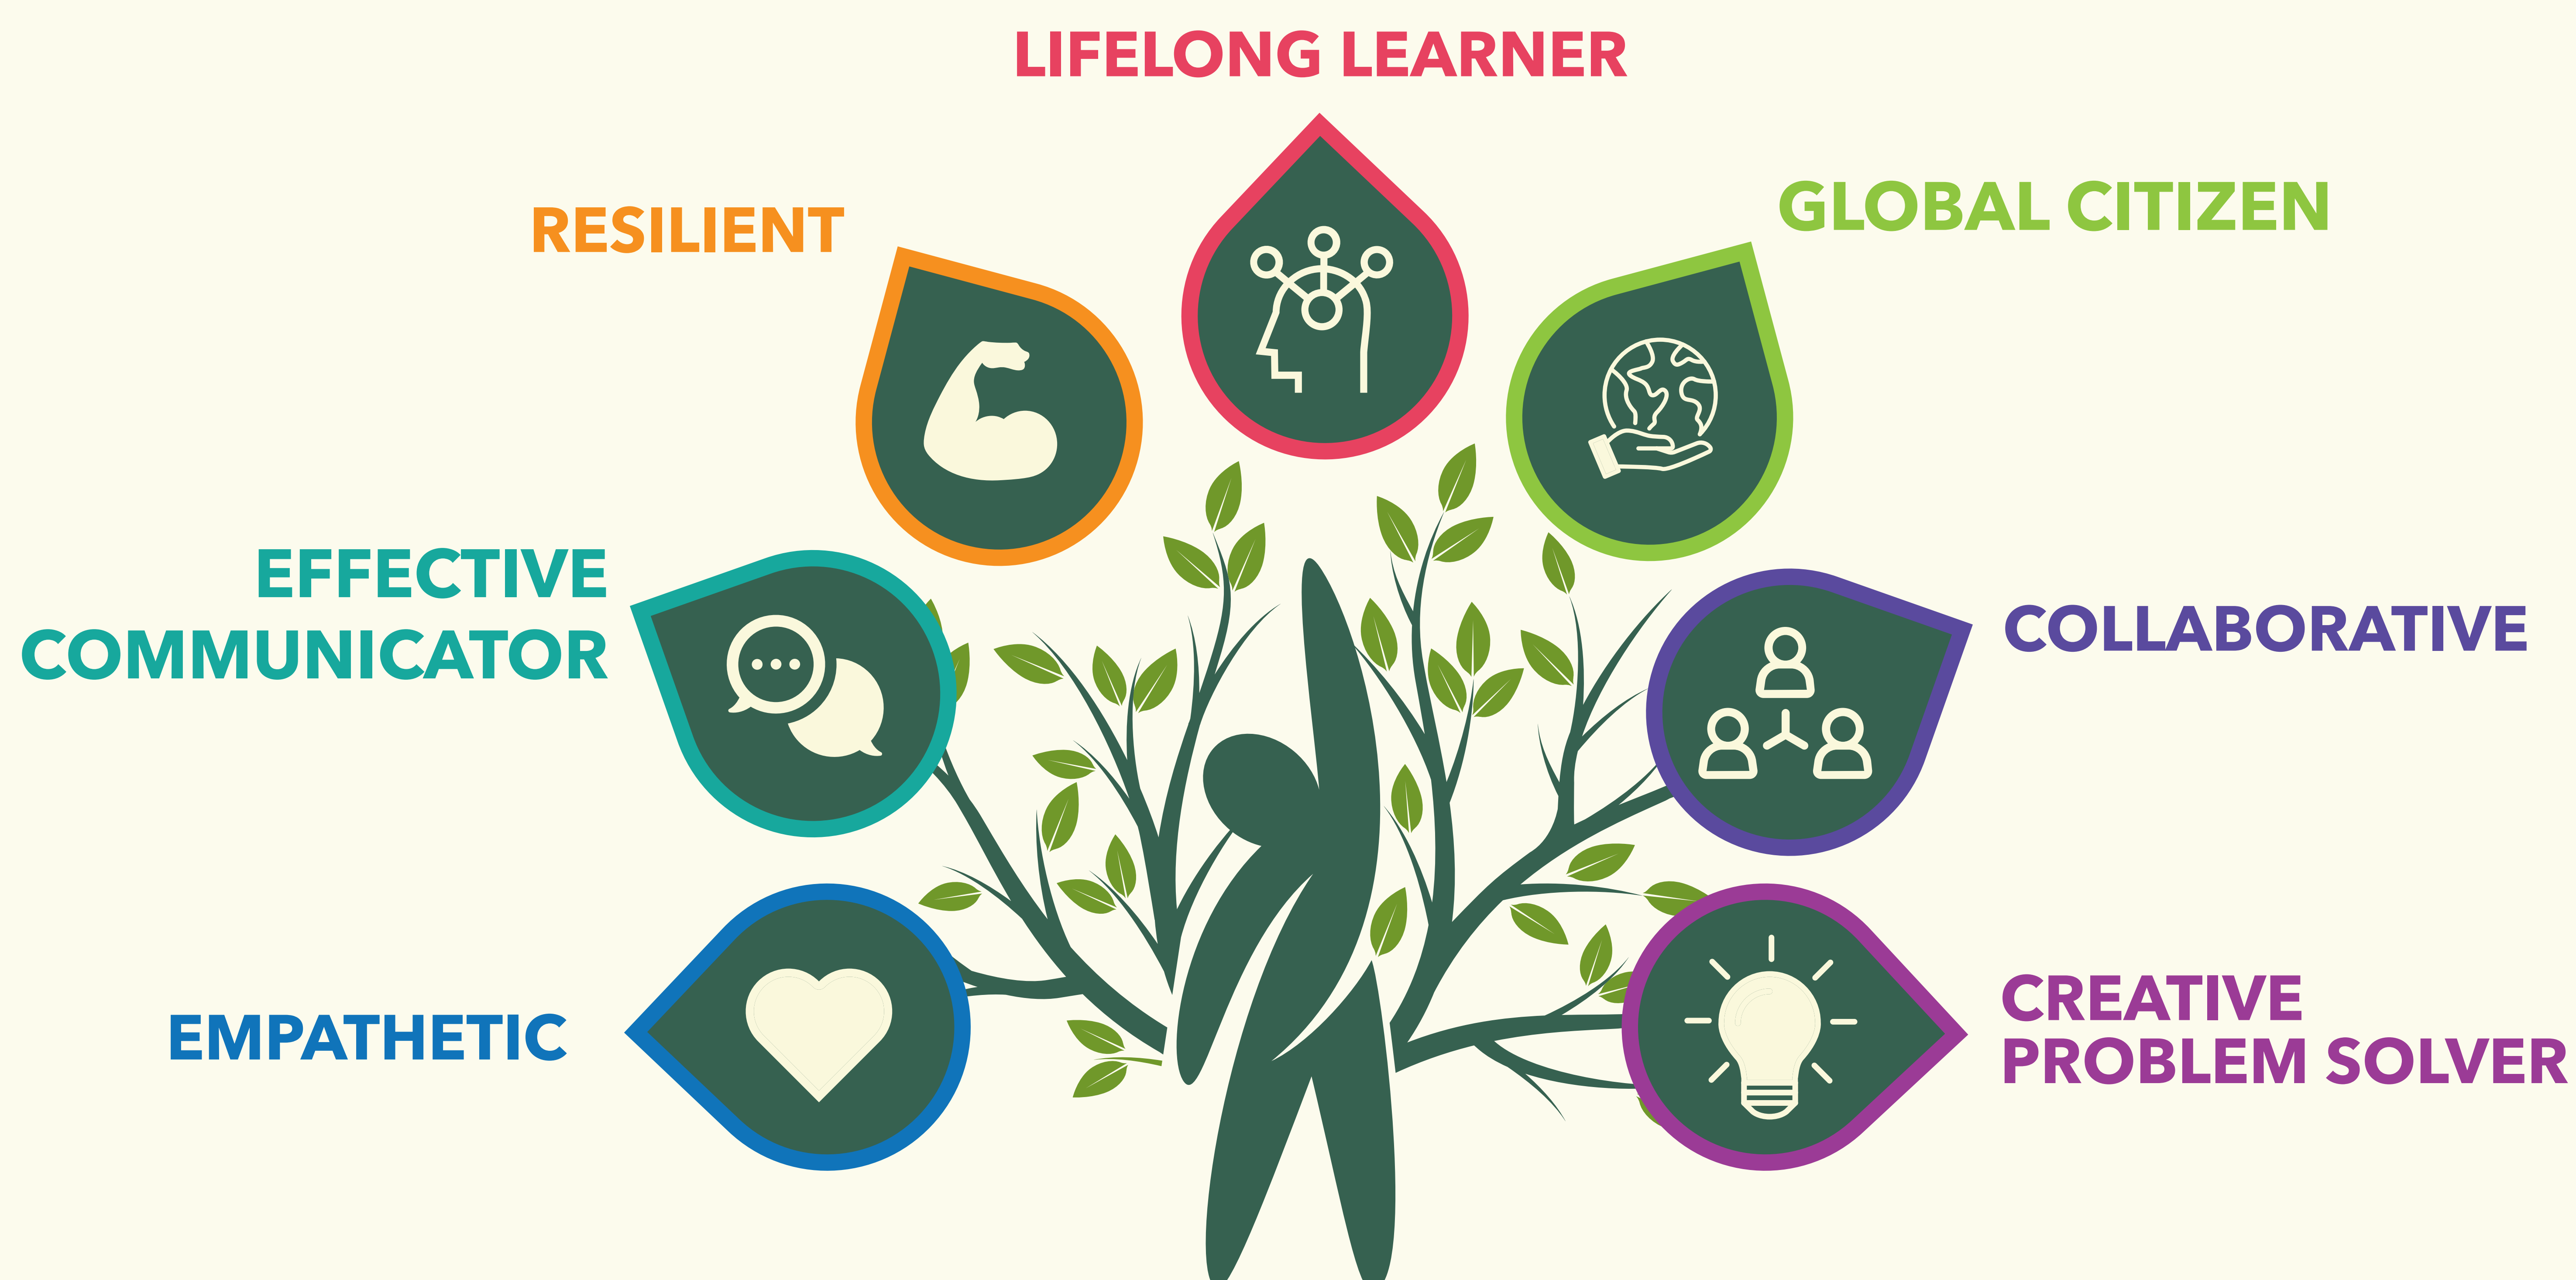 LIFELONG LEARNER
GLOBAL CITIZEN
RESILIENT
EFFECTIVE
COMMUNICATOR
COLLABORATIVE
CREATIVE
PROBLEM SOLVER
EMPATHETIC